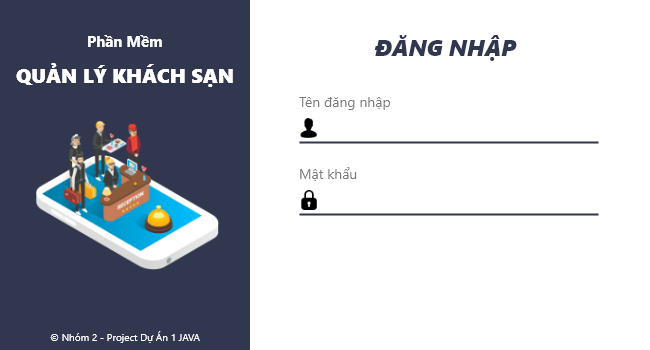 Phần Mềm
QUẢN LÝ KHÁCH SẠN
RECEPTION
© Nhóm 2 - Project Dự Án 1 JAVA
ĐĂNG NHẬP
Tên đăng nhập
Mật khẩu